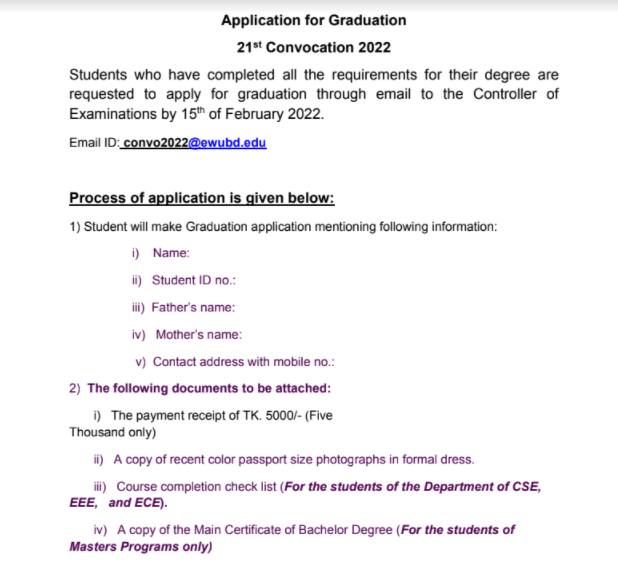 Application for Graduation
21st Convocation 2022
Students who have completed all the requirements for their degree are
requested to apply for graduation through email to the Controller of
Examinations by 15th of February 2022.
Email ID: convo2022@ewubd.edu
Process of application is given below:
1) Student will make Graduation application mentioning following information:
i) Name:
ii) Student ID no.:
iii) Father's name:
iv) Mother's name:
v) Contact address with mobile no.:
2) The following documents to be attached:
i) The payment receipt of TK. 5000/- (Five
Thousand only)
ii) A copy of recent color passport size photographs in formal dress.
iii) Course completion check list (For the students of the Department of CSE,
EEE, and ECE).
iv) A copy of the Main Certificate of Bachelor Degree (For the students of
Masters Programs only)